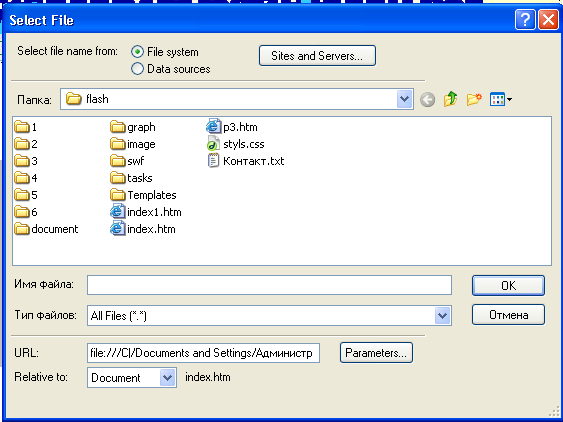 Select File
Select file name from: File system Sites and Servers...
Data sources
Папка: flash
1 graph p3.htm
2 image styls.css
3 swf Контакт.txt
4 tasks
5 Templates
6 index1.htm
document index.htm
Имя файла: OK
Тип файлов: All Files (*.*) Отмена
URL: file:///C|/Documents and Settings/Администр Parameters...
Relative to: Document index.htm